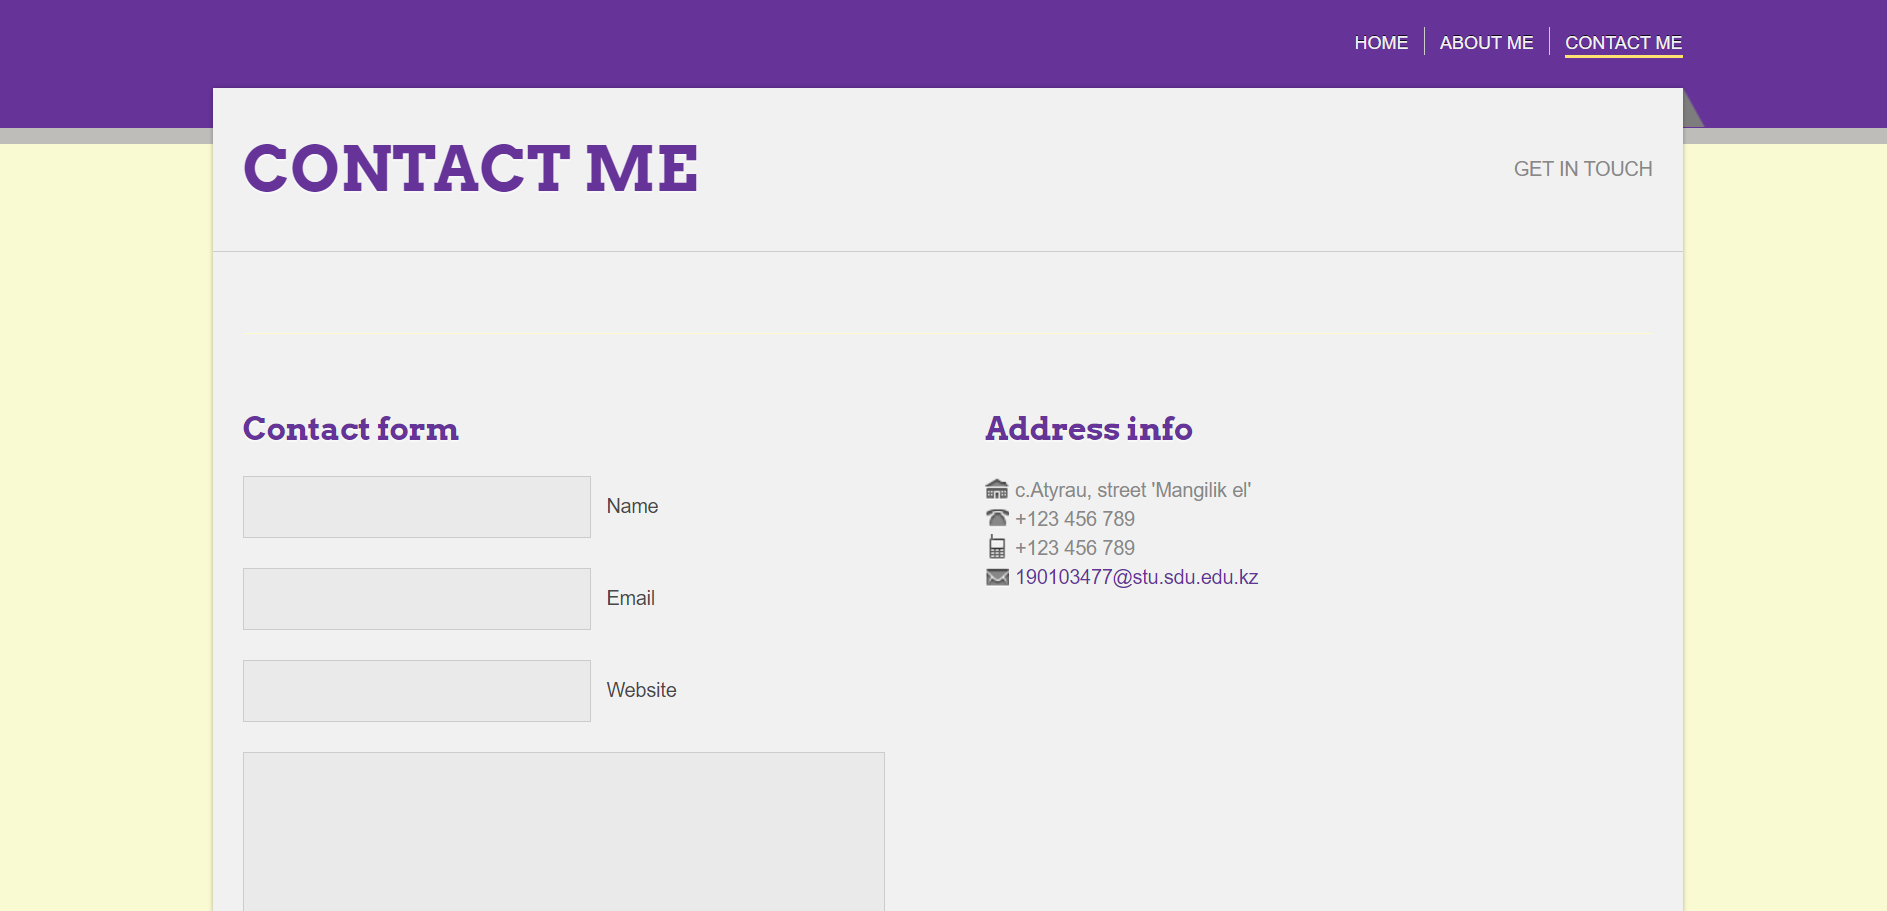 HOME
ABOUT ME
CONTACT ME
CONTACT ME
GET IN TOUCH
Contact form
Name
Email
Website
Address info
c.Atyrau, street 'Mangilik el'
+123 456 789
+123 456 789
190103477@stu.sdu.edu.kz